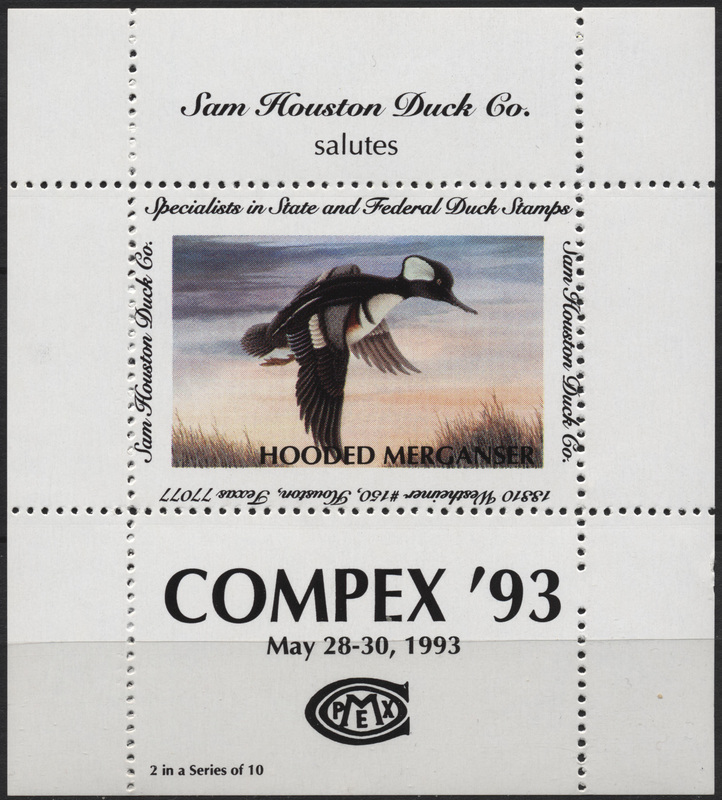 Sam Houston Duck Co.
salutes
Specialists in State and Federal Duck Stamps
Sam Houston Duck Co.
Sam Houston Duck Co.
HOODED MERGANSER
13310 Westheimer #150, Houston, Texas 77077
COMPEX '93
May 28-30, 1993
COMPEX
2 in a Series of 10